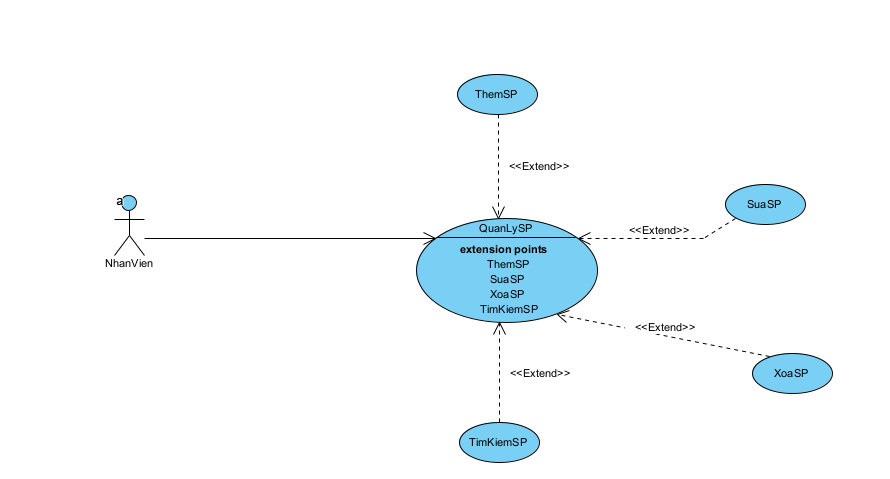 ThemSP
<<Extend>>
a
SuaSP
QuanLySP
<<Extend>>
extension points
ThemSP
SuaSP
XoaSP
TimKiemSP
NhanVien
<<Extend>>
XoaSP
<<Extend>>
TimKiemSP